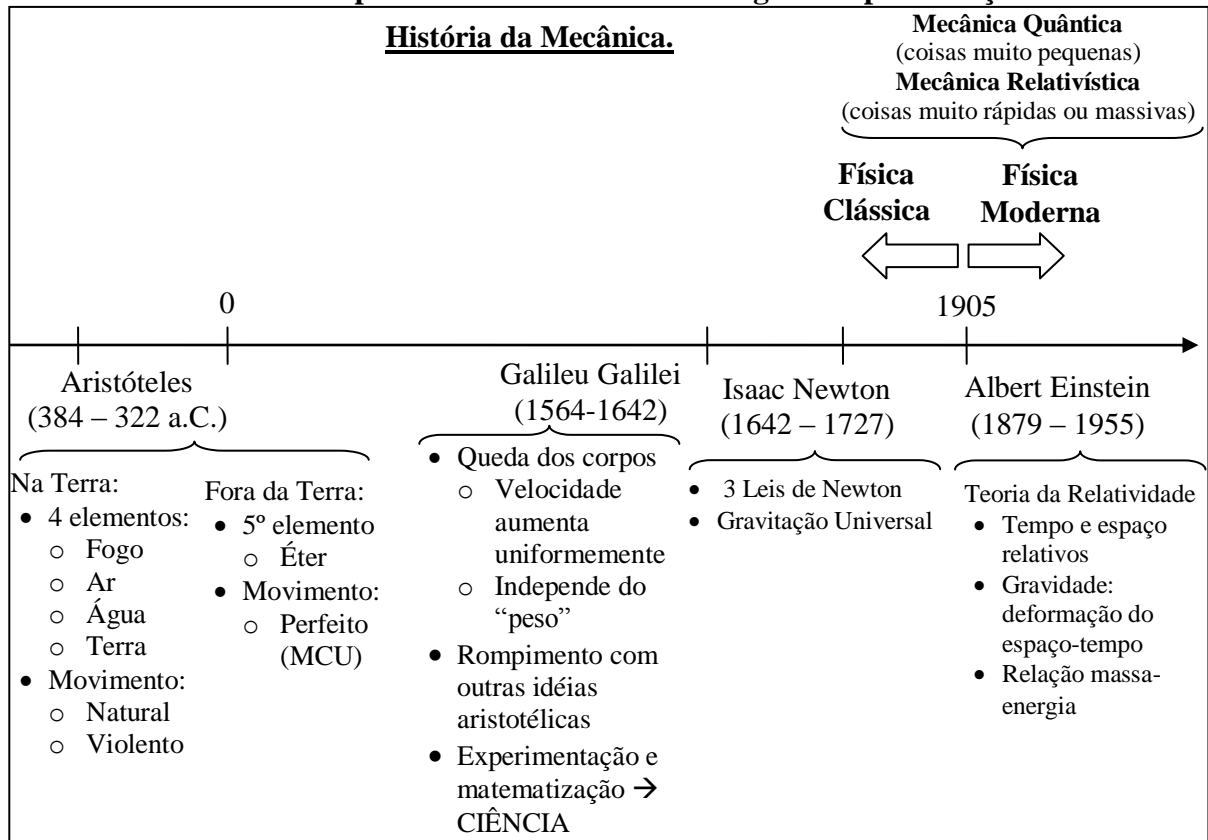 História da Mecânica.
Mecânica Quântica
(coisas muito pequenas)
Mecânica Relativística
(coisas muito rápidas ou massivas)
Física
Clássica
Física
Moderna
0
1905
Aristóteles
(384 – 322 a.C.)
Na Terra:
• 4 elementos:
o Fogo
o Ar
o Água
o Terra
• Movimento:
o Natural
o Violento
Fora da Terra:
• 5º elemento
o Éter
• Movimento:
o Perfeito
(MCU)
Galileu Galilei
(1564-1642)
• Queda dos corpos
o Velocidade
aumenta
uniformemente
o Independe do
“peso”
• Rompimento com
outras idéias
aristotélicas
• Experimentação e
matematização →
CIÊNCIA
Isaac Newton
(1642 – 1727)
• 3 Leis de Newton
• Gravitação Universal
Albert Einstein
(1879 – 1955)
Teoria da Relatividade
• Tempo e espaço
relativos
• Gravidade:
deformação do
espaço-tempo
• Relação massa-
energia